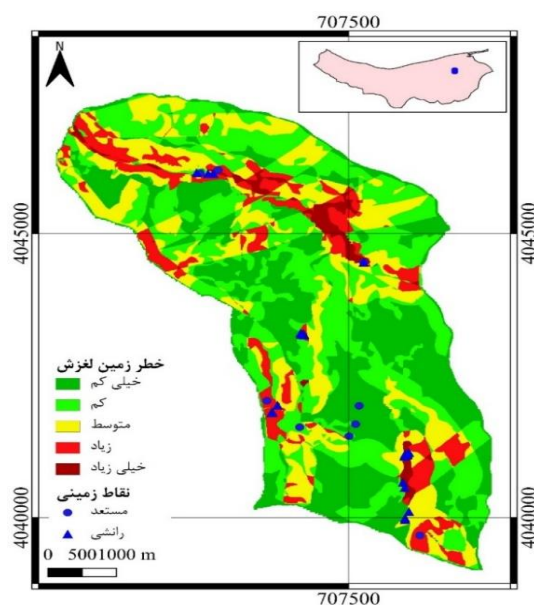 707500
N
4045000
4045000
خطر زمین لغزش
خیلی کم
کم
متوسط
زیاد
خیلی زیاد
نقاط زمینی
مستعد
رانشی
0 5001000 m
4040000
4040000
707500